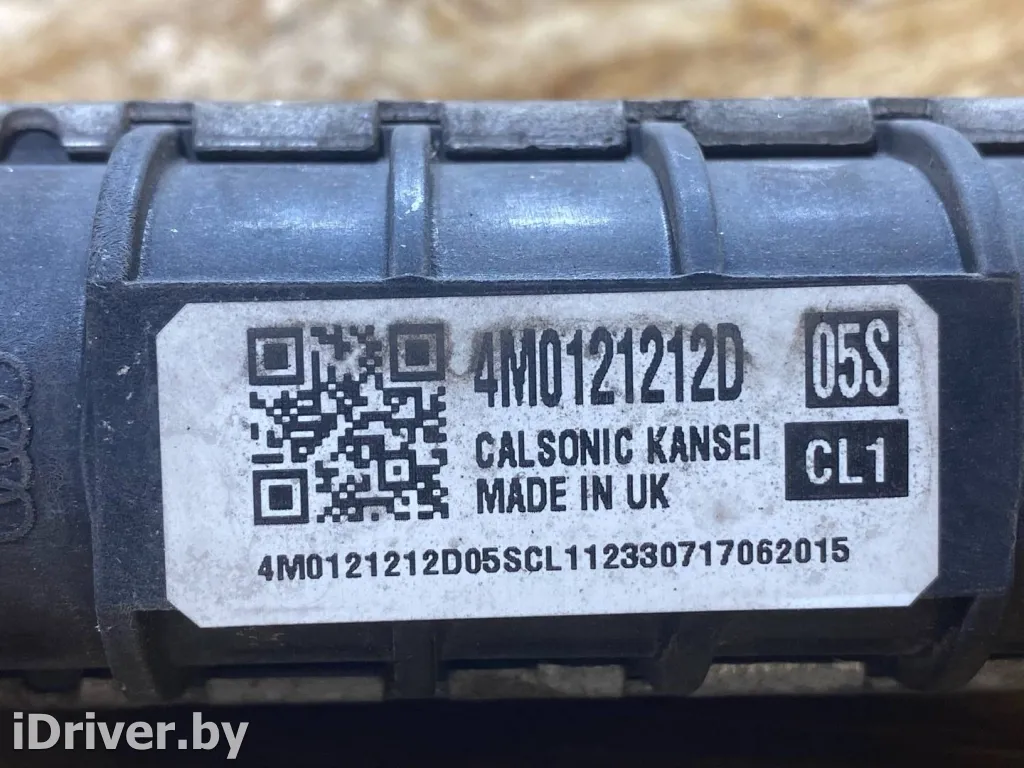 4M0121212D
05S
CALSONIC KANSEI
CL1
MADE IN UK
4M0121212D05SCL112330717062015
iDriver.by